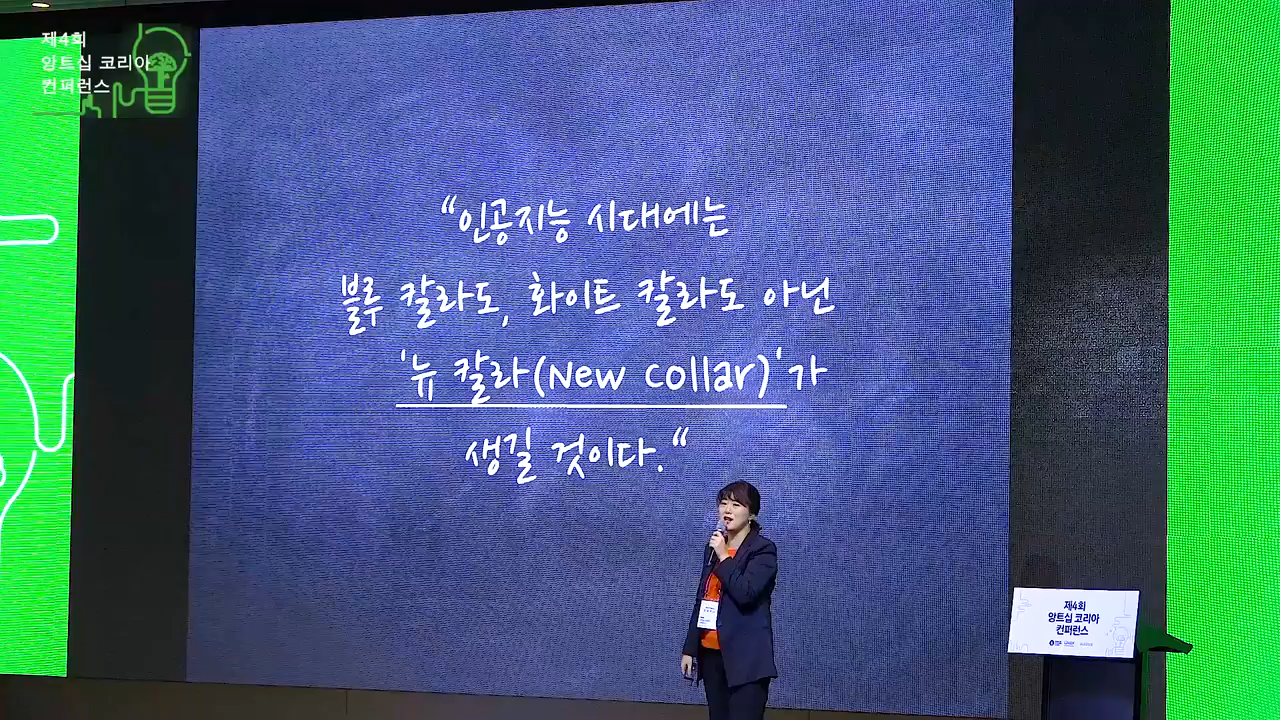 제4회
앙트십 코리아
컨퍼런스
“인공지능 시대에는
블루 칼라도, 화이트 칼라도 아닌
‘뉴 칼라(New collar)’가
생길 것이다.“
제4회
앙트십 코리아
컨퍼런스